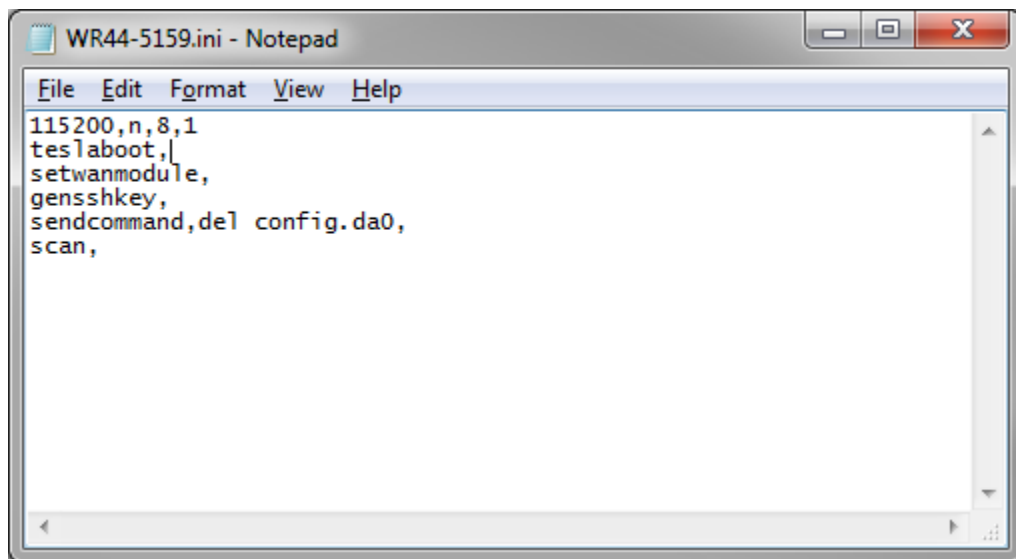 WR44-5159.ini - Notepad
File Edit Format View Help
115200,n,8,1
teslaboot,
setwanmodule,
gensshkey,
sendcommand,del config.da0,
scan,